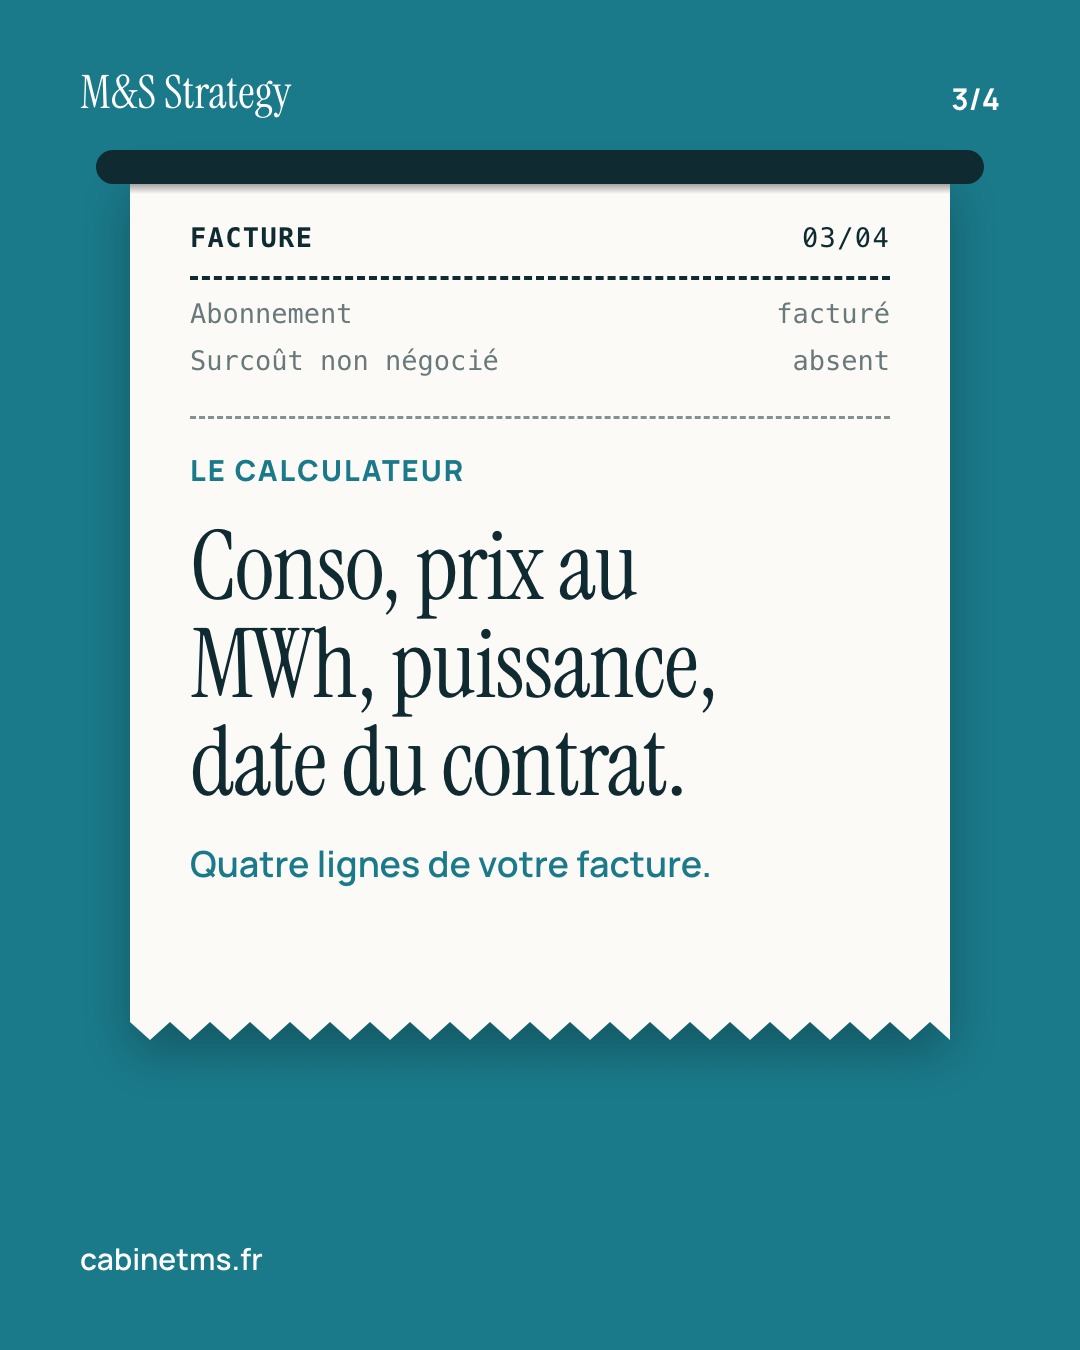 M&S Strategy
3/4
FACTURE 03/04
Abonnement facturé
Surcoût non négocié absent
LE CALCULATEUR
Conso, prix au
MWh, puissance,
date du contrat.
Quatre lignes de votre facture.
cabinetms.fr